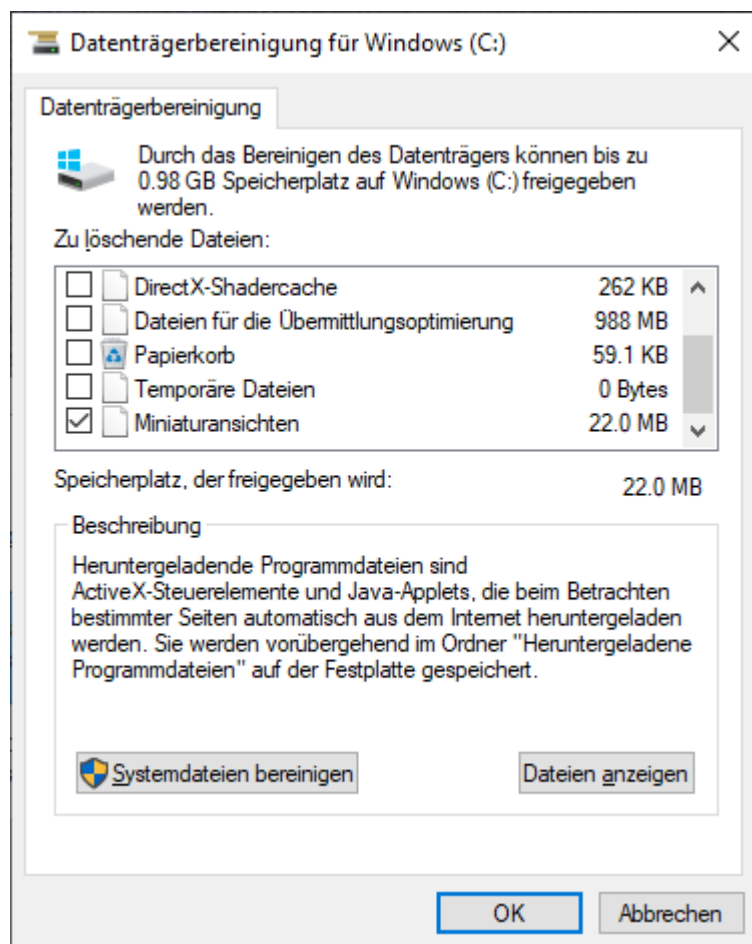 Datenträgerbereinigung für Windows (C:)
Datenträgerbereinigung
Durch das Bereinigen des Datenträgers können bis zu
0.98 GB Speicherplatz auf Windows (C:) freigegeben
werden.
Zu löschende Dateien:
DirectX-Shadercache 262 KB
Dateien für die Übermittlungsoptimierung 988 MB
Papierkorb 59.1 KB
Temporäre Dateien 0 Bytes
Miniaturansichten 22.0 MB
Speicherplatz, der freigegeben wird: 22.0 MB
Beschreibung
Heruntergeladende Programmdateien sind
ActiveX-Steuerelemente und Java-Applets, die beim Betrachten
bestimmter Seiten automatisch aus dem Internet heruntergeladen
werden. Sie werden vorübergehend im Ordner "Heruntergeladene
Programmdateien" auf der Festplatte gespeichert.
Systemdateien bereinigen Dateien anzeigen
OK Abbrechen